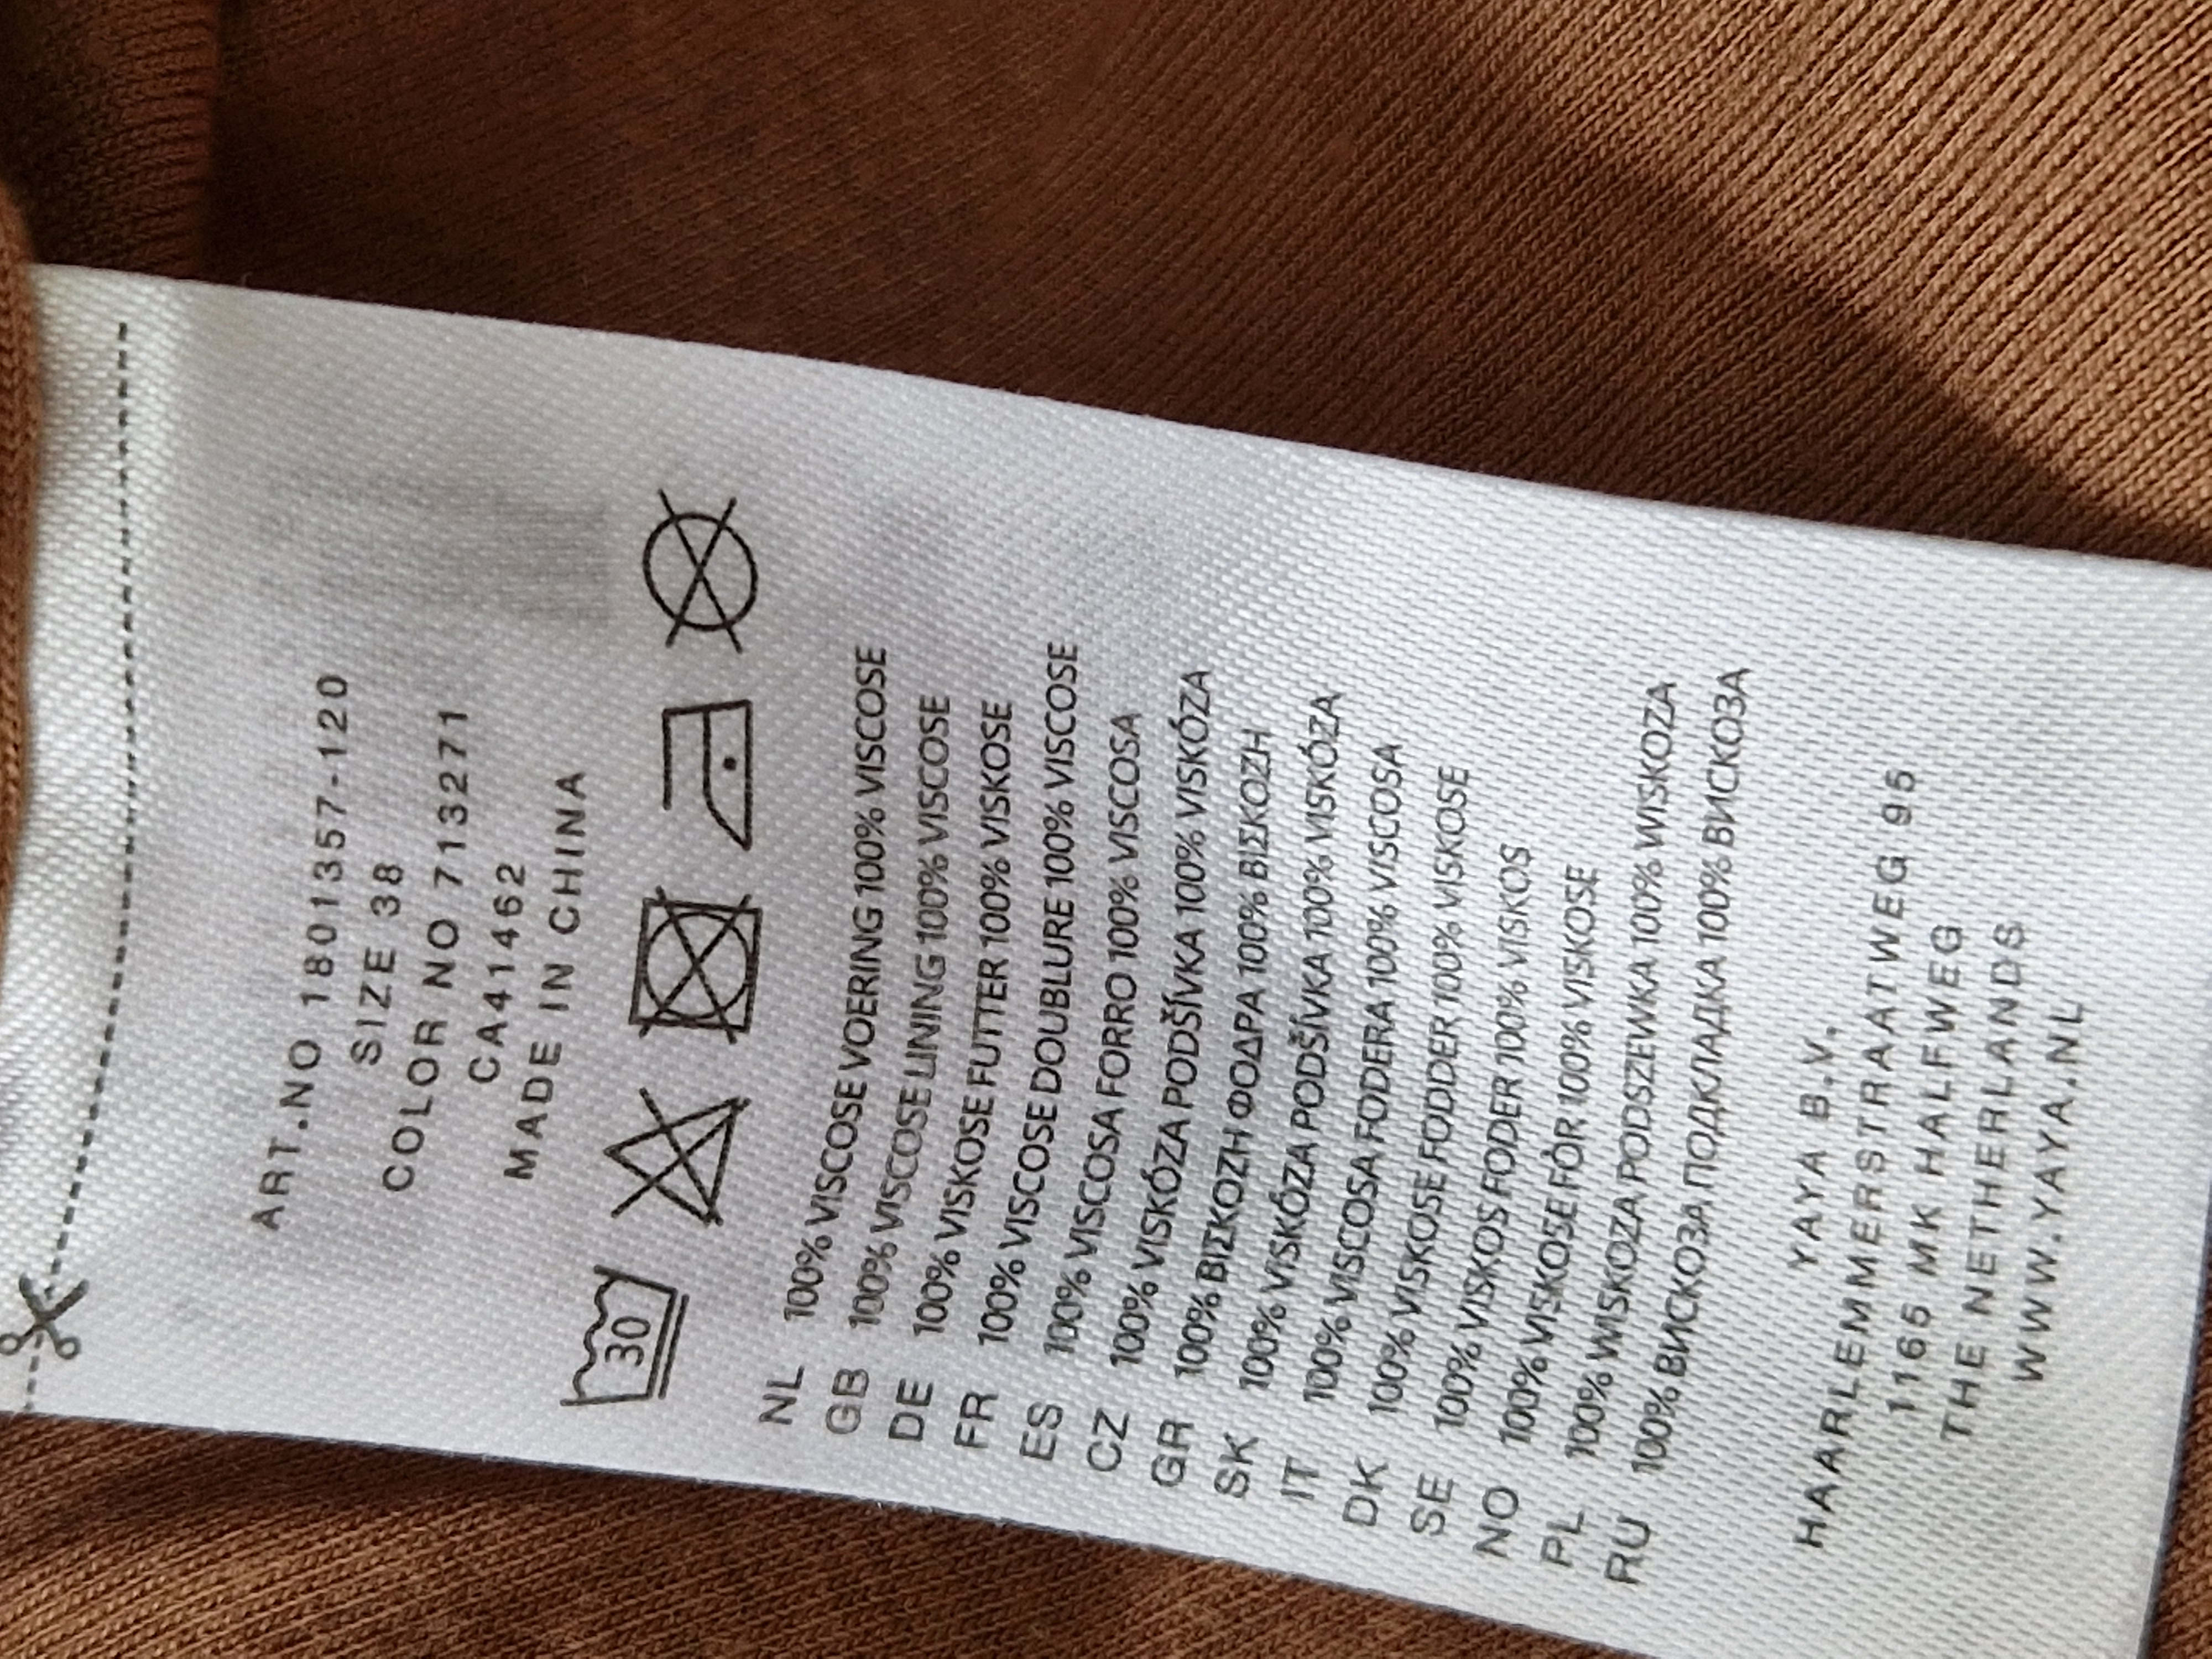 ART.NO 1801357-120
SIZE 38
COLOR NO 713271
CA41462
MADE IN CHINA
30
NL 100% VISCOSE VOERING 100% VISCOSE
GB 100% VISCOSE LINING 100% VISCOSE
DE 100% VISKOSE FUTTER 100% VISKOSE
FR 100% VISCOSE DOUBLURE 100% VISCOSE
ES 100% VISCOSA FORRO 100% VISCOSA
CZ 100% VISKÓZA PODŠÍVKA 100% VISKÓZA
GR 100% ΒΙΣΚΟΖΗ ΦΟΔΡΑ 100% ΒΙΣΚΟΖΗ
SK 100% VISKÓZA PODŠÍVKA 100% VISKÓZA
IT 100% VISCOSA FODERA 100% VISCOSA
DK 100% VISKOSE FODDER 100% VISKOSE
SE 100% VISKOS FODER 100% VISKOS
NO 100% VISKOSE FÔR 100% VISKOSE
PL 100% WISKOZA PODSZEWKA 100% WISKOZA
RU 100% ВИСКОЗА ПОДКЛАДКА 100% ВИСКОЗА
YAYA B.V.
HAARLEMMERSTRAATWEG 95
1165 MK HALFWEG
THE NETHERLANDS
WWW.YAYA.NL